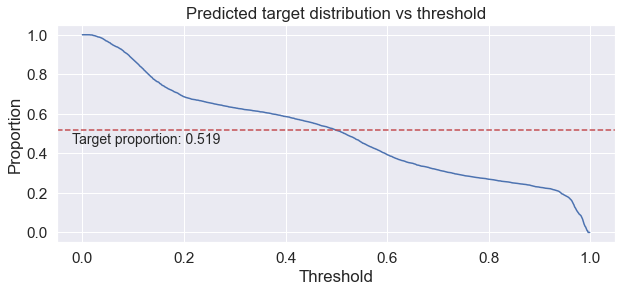 Predicted target distribution vs threshold
1.0
0.8
0.6
0.4
0.2
0.0
Proportion
Target proportion: 0.519
0.0 0.2 0.4 0.6 0.8 1.0
Threshold